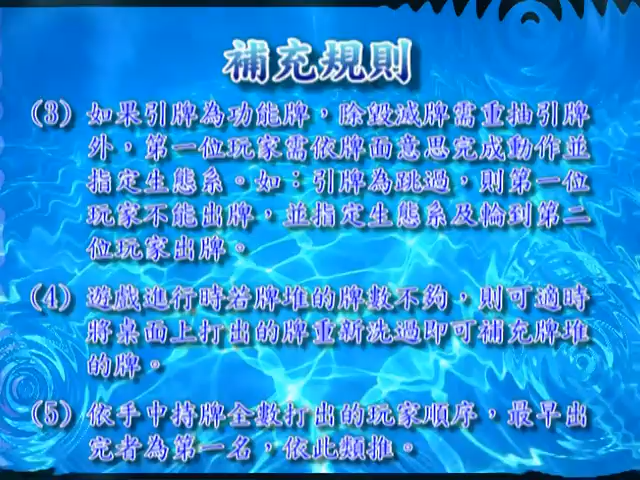 補充規則
(3) 如果引牌為功能牌，除毀滅牌需重抽引牌
外，第一位玩家需依牌面意思完成動作並
指定生態系。如：引牌為跳過，則第一位
玩家不能出牌，並指定生態系及輪到第二
位玩家出牌。
(4) 遊戲進行時若牌堆的牌數不夠，則可適時
將桌面上打出的牌重新洗過即可補充牌堆
的牌。
(5) 依手中持牌全數打出的玩家順序，最早出
完者為第一名，依此類推。